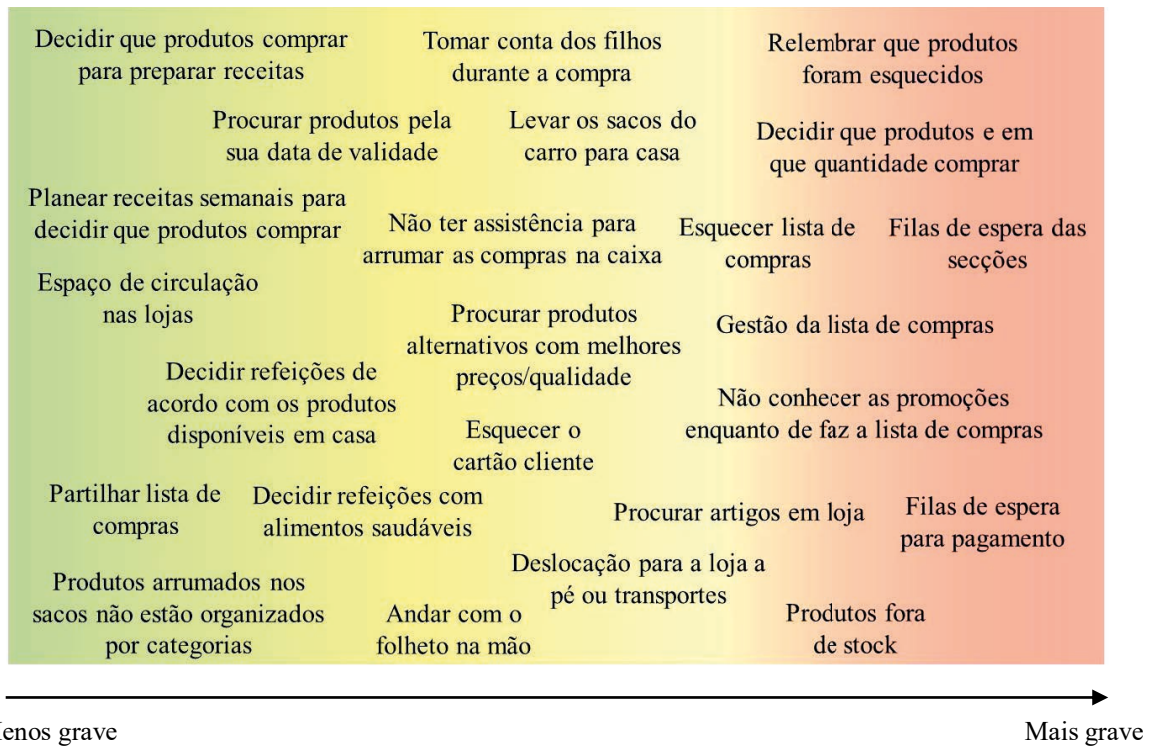 Decidir que produtos comprar
para preparar receitas
Tomar conta dos filhos
durante a compra
Relembrar que produtos
foram esquecidos
Procurar produtos pela
sua data de validade
Levar os sacos do
carro para casa
Decidir que produtos e em
que quantidade comprar
Planear receitas semanais para
decidir que produtos comprar
Não ter assistência para
arrumar as compras na caixa
Esquecer lista de
compras
Filas de espera das
secções
Espaço de circulação
nas lojas
Procurar produtos
alternativos com melhores
preços/qualidade
Gestão da lista de compras
Decidir refeições de
acordo com os produtos
disponíveis em casa
Não conhecer as promoções
enquanto de faz a lista de compras
Esquecer o
cartão cliente
Partilhar lista de
compras
Decidir refeições com
alimentos saudáveis
Procurar artigos em loja
Filas de espera
para pagamento
Deslocação para a loja a
pé ou transportes
Produtos arrumados nos
sacos não estão organizados
por categorias
Andar com o
folheto na mão
Produtos fora
de stock
enos grave
Mais grave